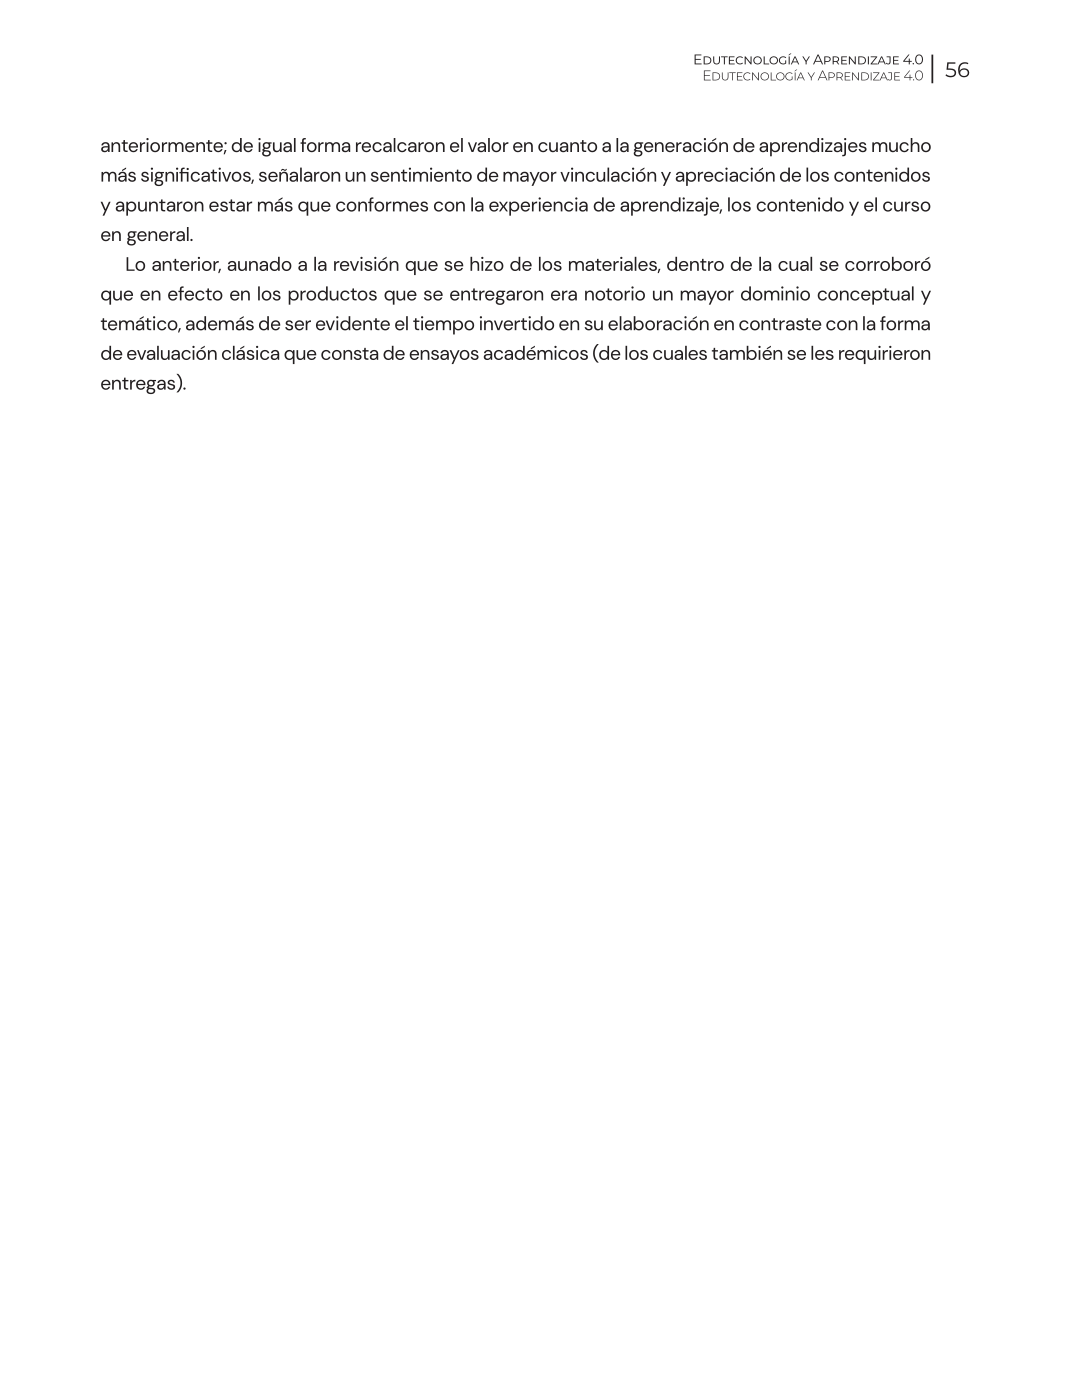 Edutecnología y Aprendizaje 4.0
Edutecnología y Aprendizaje 4.0
56
anteriormente; de igual forma recalcaron el valor en cuanto a la generación de aprendizajes mucho
más significativos, señalaron un sentimiento de mayor vinculación y apreciación de los contenidos
y apuntaron estar más que conformes con la experiencia de aprendizaje, los contenido y el curso
en general.
Lo anterior, aunado a la revisión que se hizo de los materiales, dentro de la cual se corroboró
que en efecto en los productos que se entregaron era notorio un mayor dominio conceptual y
temático, además de ser evidente el tiempo invertido en su elaboración en contraste con la forma
de evaluación clásica que consta de ensayos académicos (de los cuales también se les requirieron
entregas).